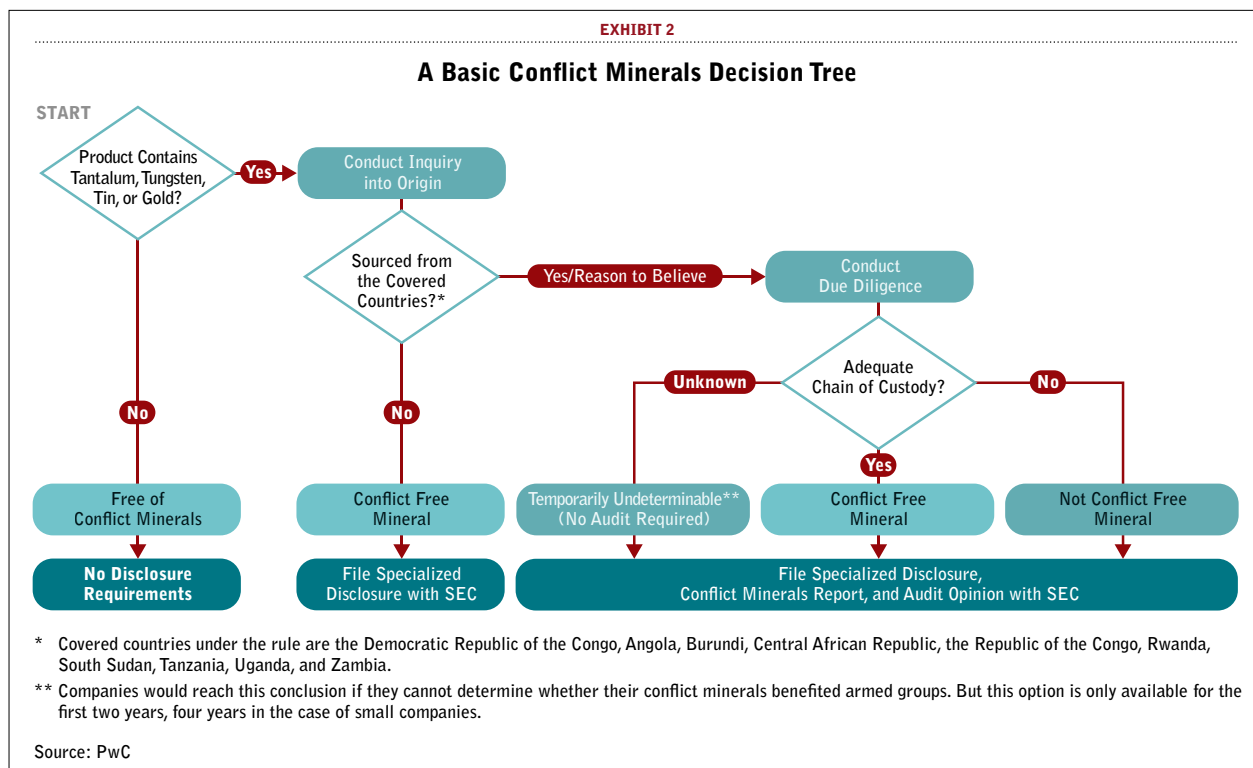 EXHIBIT 2
A Basic Conflict Minerals Decision Tree
START
Product Contains
Tantalum, Tungsten,
Tin, or Gold?
Yes
Conduct Inquiry
into Origin
Sourced from
the Covered
Countries?*
Yes/Reason to Believe
Conduct
Due Diligence
Adequate
Chain of Custody?
Unknown
No
No
No
Yes
Free of
Conflict Minerals
Conflict Free
Mineral
Temporarily Undeterminable**
(No Audit Required)
Conflict Free
Mineral
Not Conflict Free
Mineral
No Disclosure
Requirements
File Specialized
Disclosure with SEC
File Specialized Disclosure,
Conflict Minerals Report, and Audit Opinion with SEC
* Covered countries under the rule are the Democratic Republic of the Congo, Angola, Burundi, Central African Republic, the Republic of the Congo, Rwanda,
South Sudan, Tanzania, Uganda, and Zambia.
** Companies would reach this conclusion if they cannot determine whether their conflict minerals benefited armed groups. But this option is only available for the
first two years, four years in the case of small companies.
Source: PwC